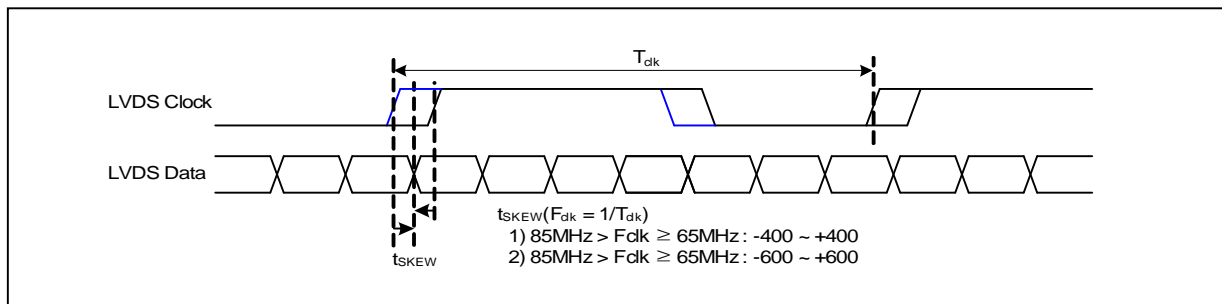 Tclk
LVDS Clock
LVDS Data
tSKEW(Fclk = 1/Tclk)
1) 85MHz > Fclk ≥ 65MHz : -400 ~ +400
2) 85MHz > Fclk ≥ 65MHz : -600 ~ +600
tSKEW